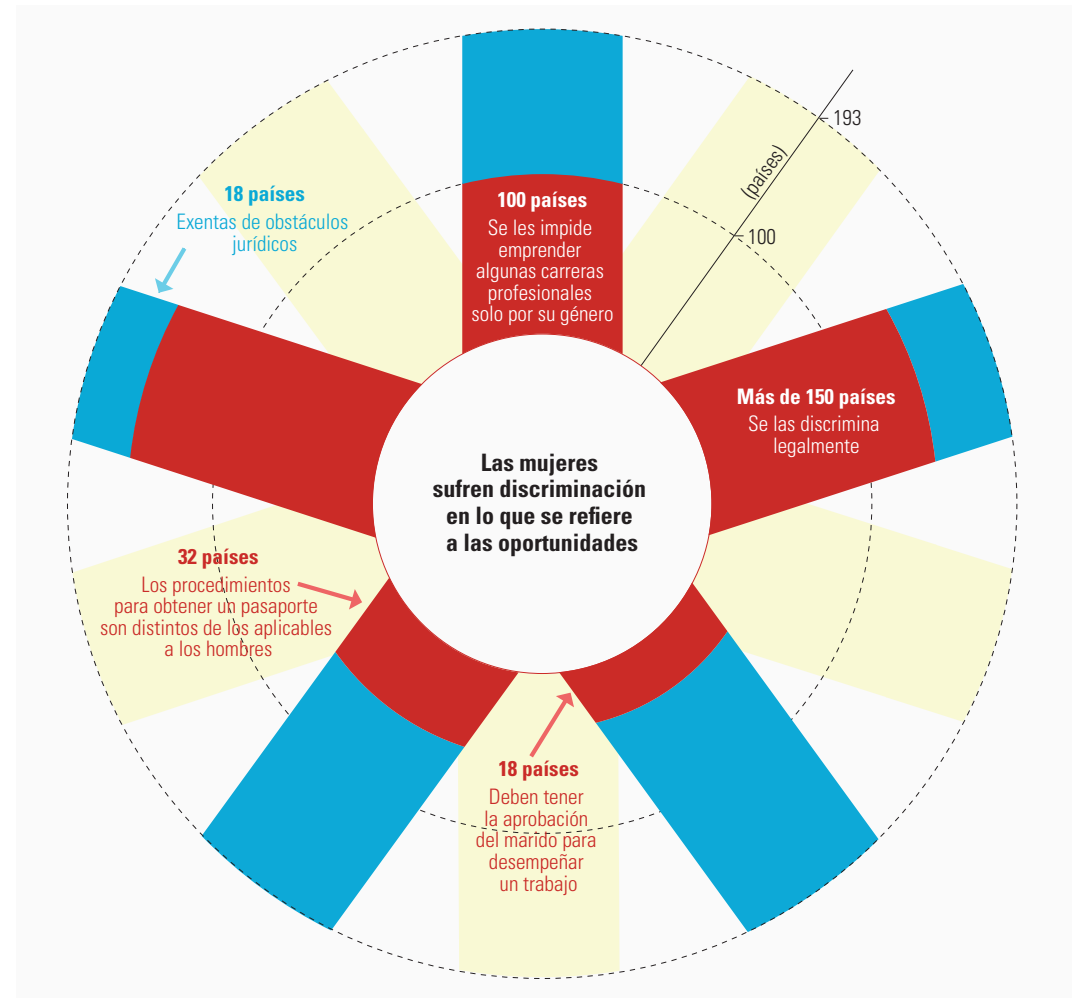 193
(países)
100
18 países
Exentas de obstáculos
jurídicos
100 países
Se les impide
emprender
algunas carreras
profesionales
solo por su género
Más de 150 países
Se las discrimina
legalmente
Las mujeres
sufren discriminación
en lo que se refiere
a las oportunidades
32 países
Los procedimientos
para obtener un pasaporte
son distintos de los aplicables
a los hombres
18 países
Deben tener
la aprobación
del marido para
desempeñar
un trabajo